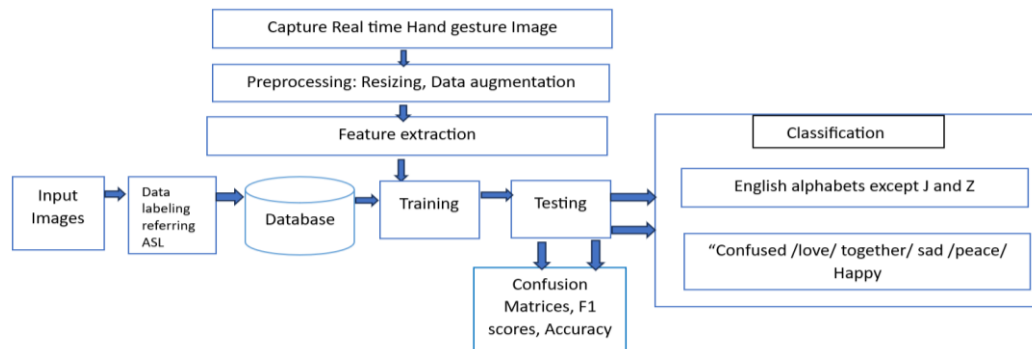 Capture Real time Hand gesture Image
Preprocessing: Resizing, Data augmentation
Feature extraction
Classification
Input
Images
Data
labeling
referring
ASL
Database
Training
Testing
English alphabets except J and Z
“Confused /love/ together/ sad /peace/
Happy
Confusion
Matrices, F1
scores, Accuracy